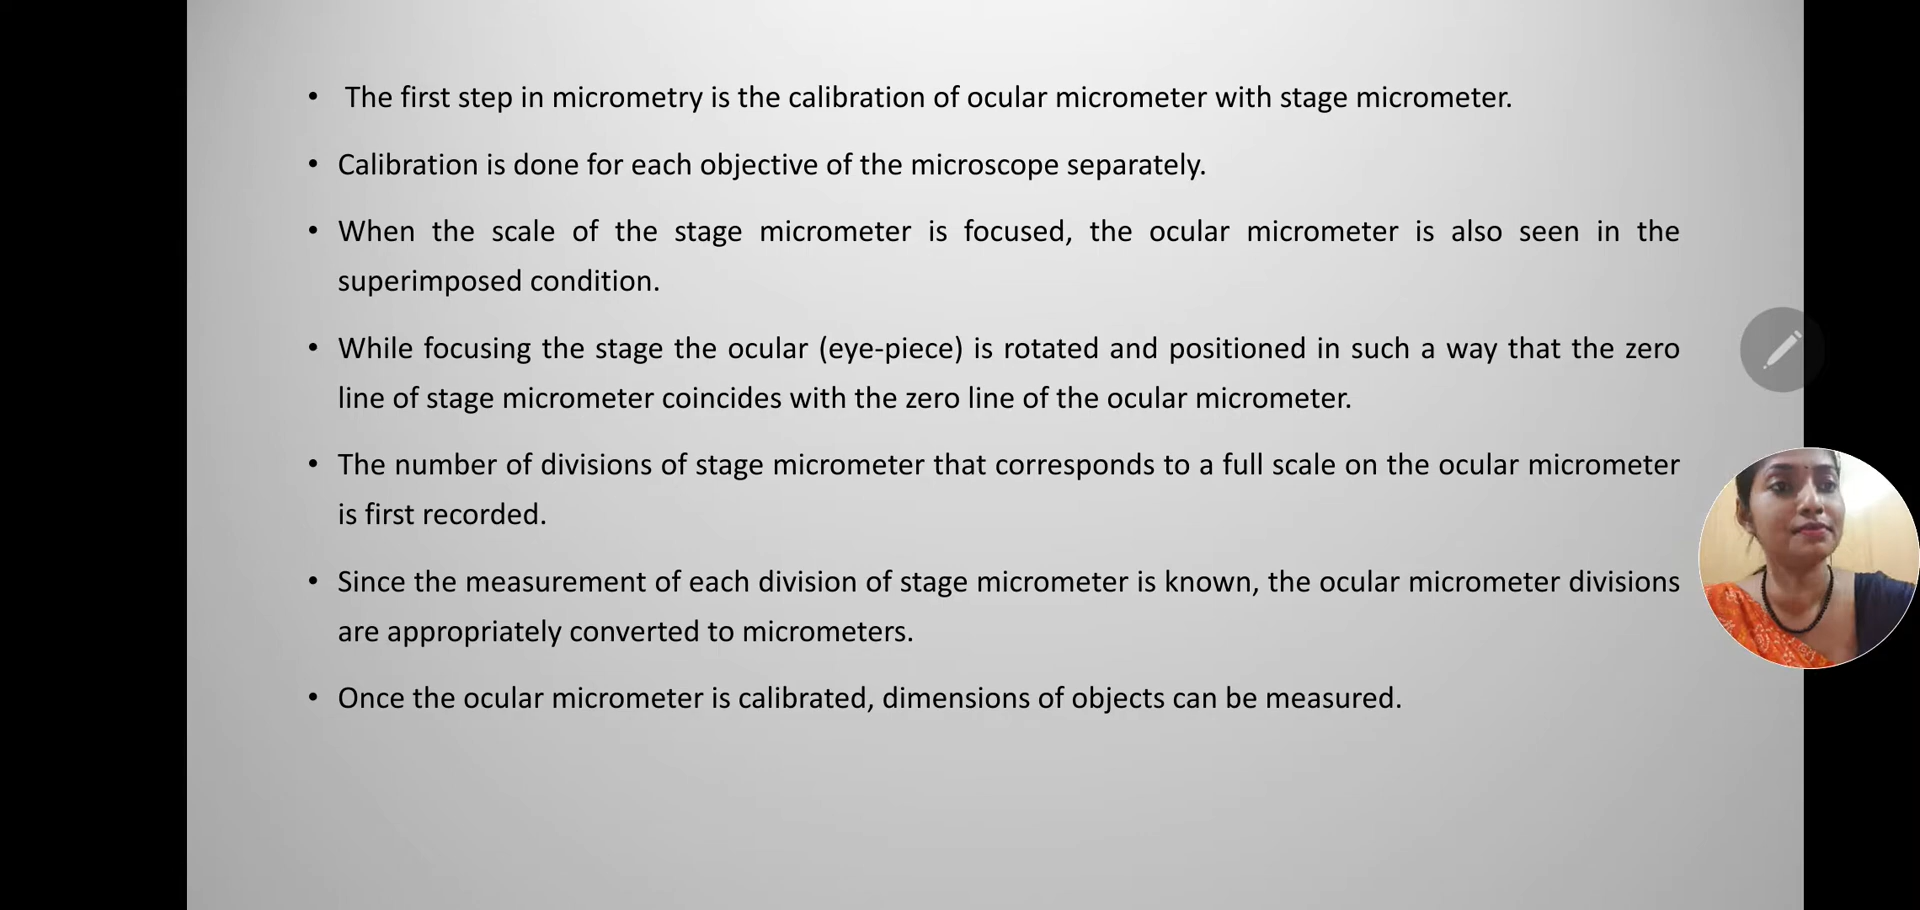 • The first step in micrometry is the calibration of ocular micrometer with stage micrometer.
• Calibration is done for each objective of the microscope separately.
• When the scale of the stage micrometer is focused, the ocular micrometer is also seen in the
superimposed condition.
• While focusing the stage the ocular (eye-piece) is rotated and positioned in such a way that the zero
line of stage micrometer coincides with the zero line of the ocular micrometer.
• The number of divisions of stage micrometer that corresponds to a full scale on the ocular micrometer
is first recorded.
• Since the measurement of each division of stage micrometer is known, the ocular micrometer divisions
are appropriately converted to micrometers.
• Once the ocular micrometer is calibrated, dimensions of objects can be measured.